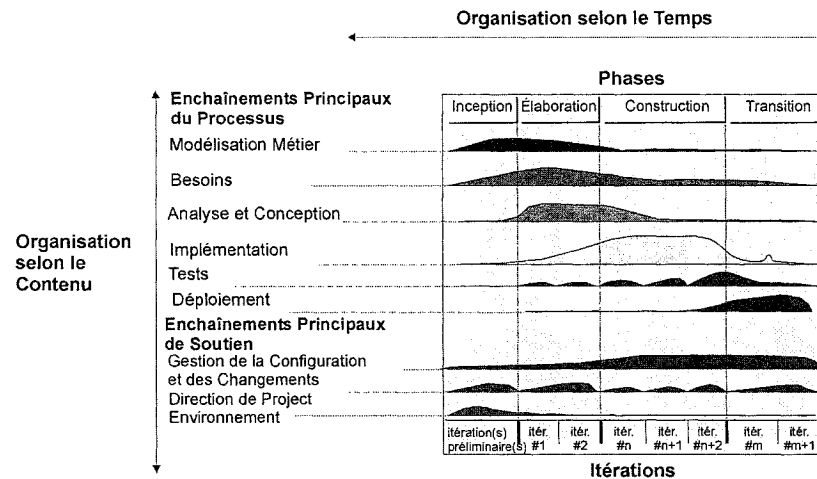 Organisation selon le Temps
Phases
Enchaînements Principaux
du Processus
Inception
Élaboration
Construction
Transition
Modélisation Métier
Besoins
Analyse et Conception
Organisation
selon le
Contenu
Implémentation
Tests
Déploiement
Enchaînements Principaux
de Soutien
Gestion de la Configuration
et des Changements
Direction de Project
Environnement
itération(s)
préliminaire(s)
itér.
#1
itér.
#2
itér.
#n
itér.
#n+1
itér.
#n+2
itér.
#m
itér.
#m+1
Itérations